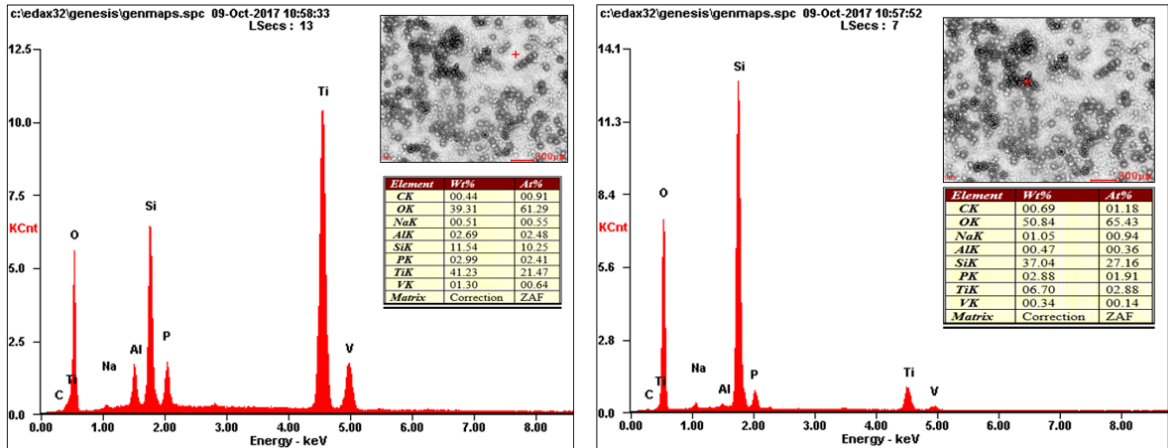 c:\edax32\genesis\genmaps.spc 09-Oct-2017 10:58:33
LSecs : 13
12.5
10.0
7.5
KCnt
5.0
2.5
0.0
C
Ti
O
Na
Al
Si
P
Ti
V
Element Wt% At%
CK 00.44 00.91
OK 39.31 61.29
NaK 00.51 00.55
AlK 02.69 02.48
SiK 11.54 10.25
PK 02.99 02.41
TiK 41.23 21.47
VK 01.30 00.64
Matrix Correction ZAF
0.00 1.00 2.00 3.00 4.00 5.00 6.00 7.00 8.00
Energy - keV
c:\edax32\genesis\genmaps.spc 09-Oct-2017 10:57:52
LSecs : 7
14.1
11.3
8.4
KCnt
5.6
2.8
0.0
C
Ti
O
Na
Al
Si
P
Ti
V
Element Wt% At%
CK 00.69 01.18
OK 50.84 65.43
NaK 01.05 00.94
AlK 00.47 00.36
SiK 37.04 27.16
PK 02.88 01.91
TiK 06.70 02.88
VK 00.34 00.14
Matrix Correction ZAF
0.00 1.00 2.00 3.00 4.00 5.00 6.00 7.00 8.00
Energy - keV